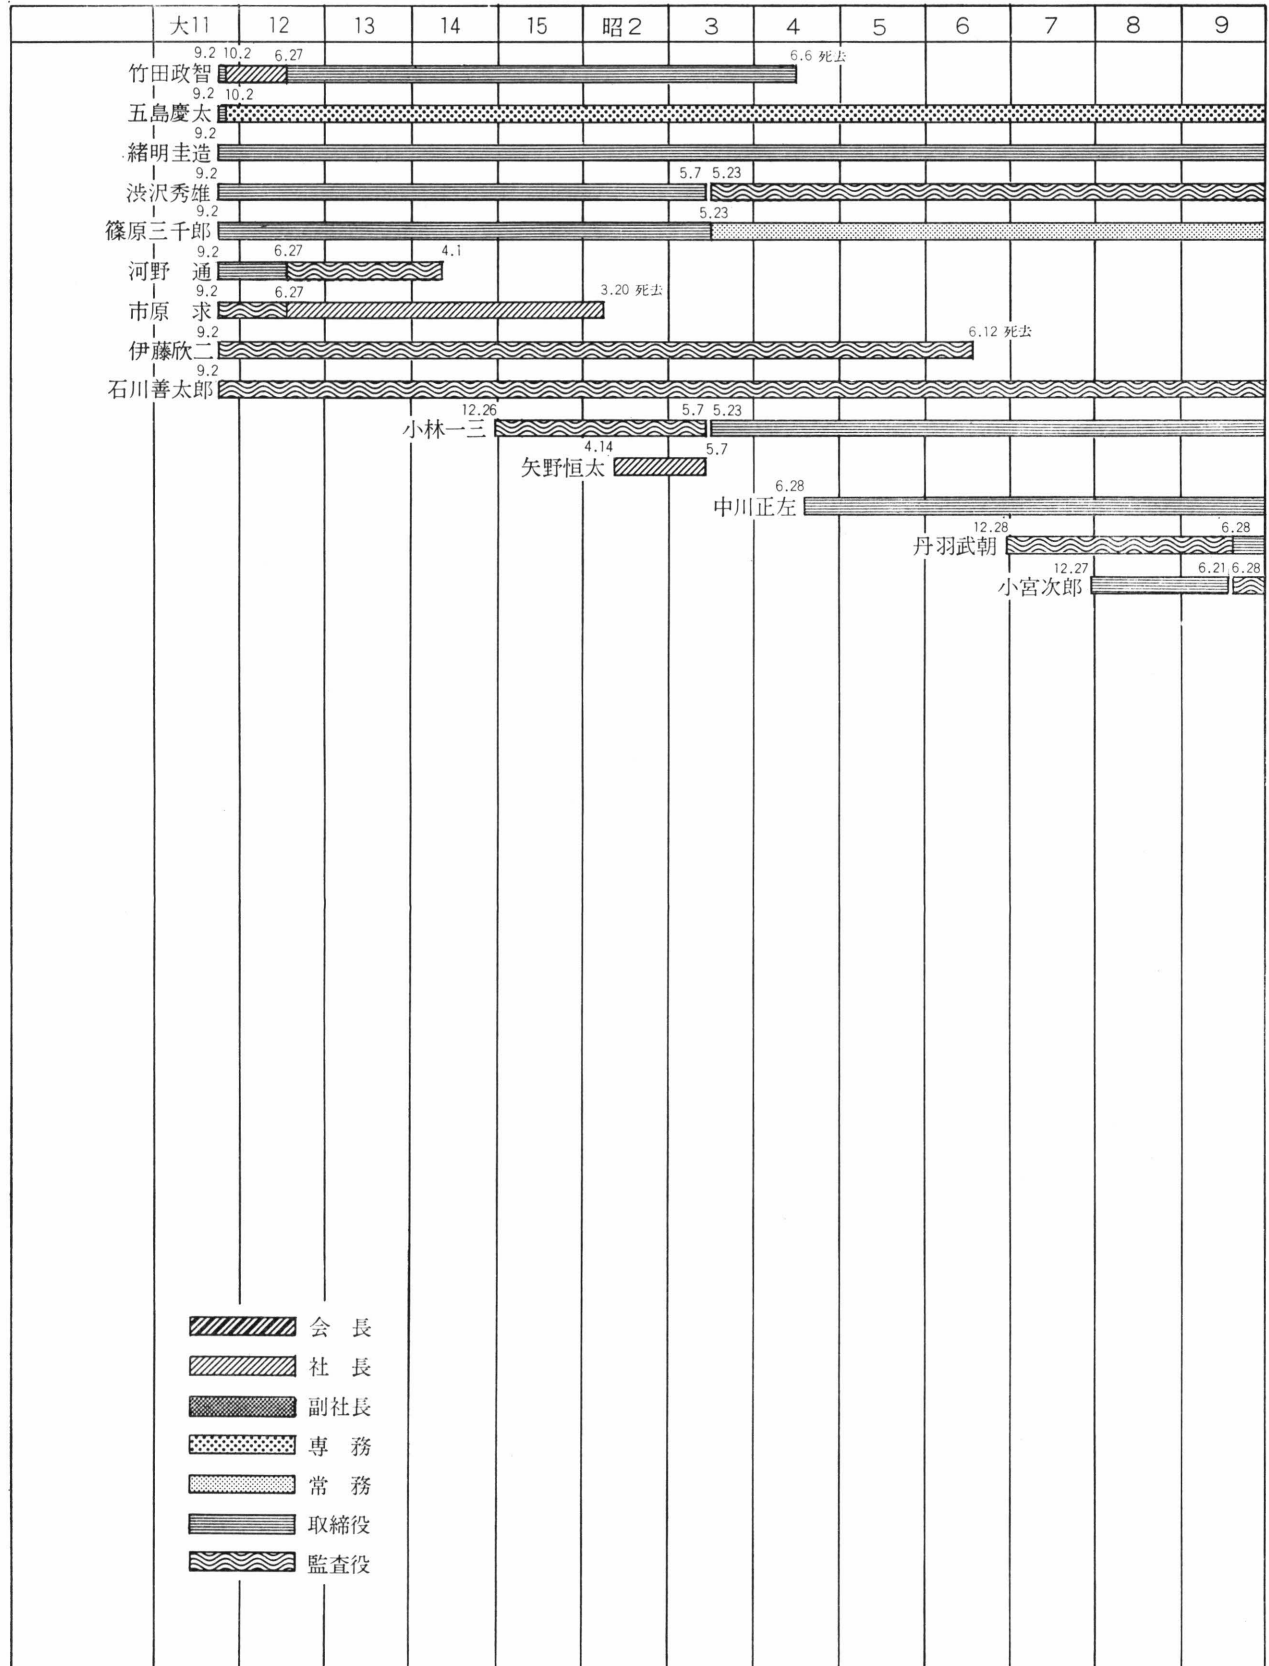 大11 12 13 14 15 昭2 3 4 5 6 7 8 9
9.2 10.2 6.27 6.6 死去
竹田政智
9.2 10.2
五島慶太
9.2
緒明圭造
9.2 5.7 5.23
渋沢秀雄
9.2 5.23
篠原三千郎
9.2 6.27 4.1
河野 通
9.2 6.27 3.20 死去
市原 求
9.2 6.12 死去
伊藤欣二
9.2
石川善太郎
12.26 5.7 5.23
小林一三
4.14 5.7
矢野恒太
6.28
中川正左
12.28 6.28
丹羽武朝
12.27 6.21 6.28
小宮次郎
会 長
社 長
副社長
専 務
常 務
取締役
監査役